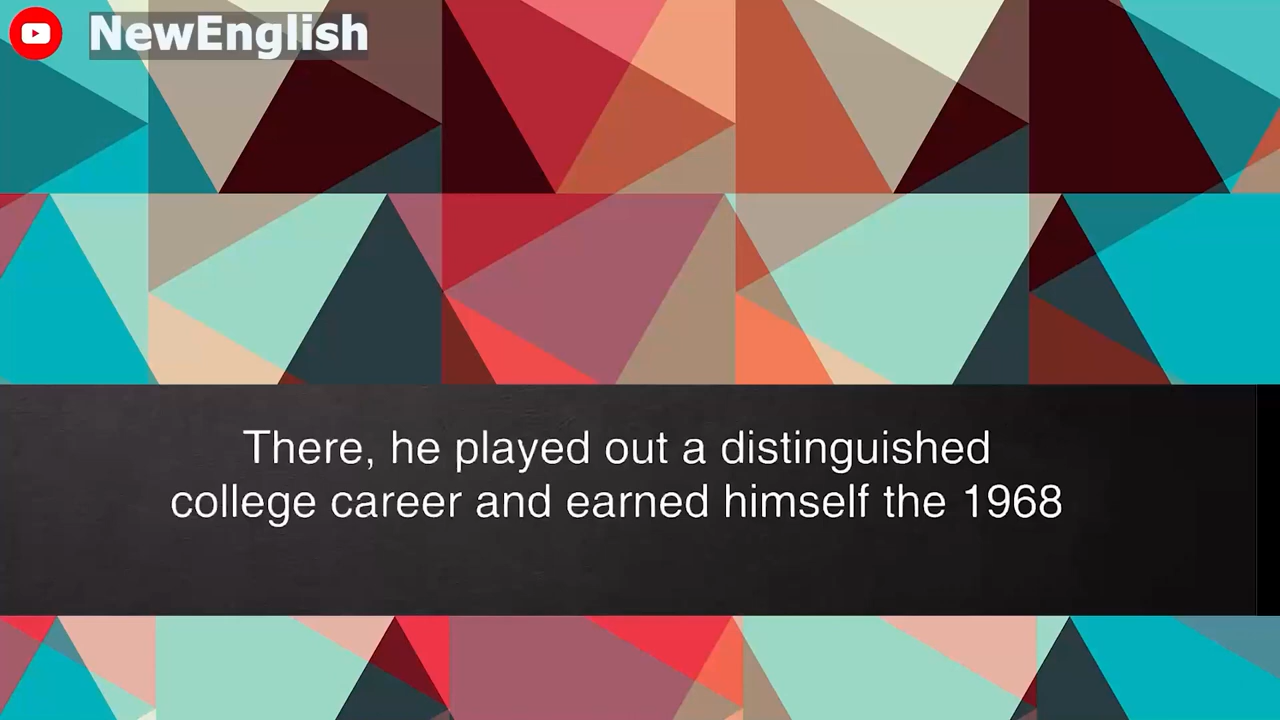 NewEnglish
There, he played out a distinguished
college career and earned himself the 1968